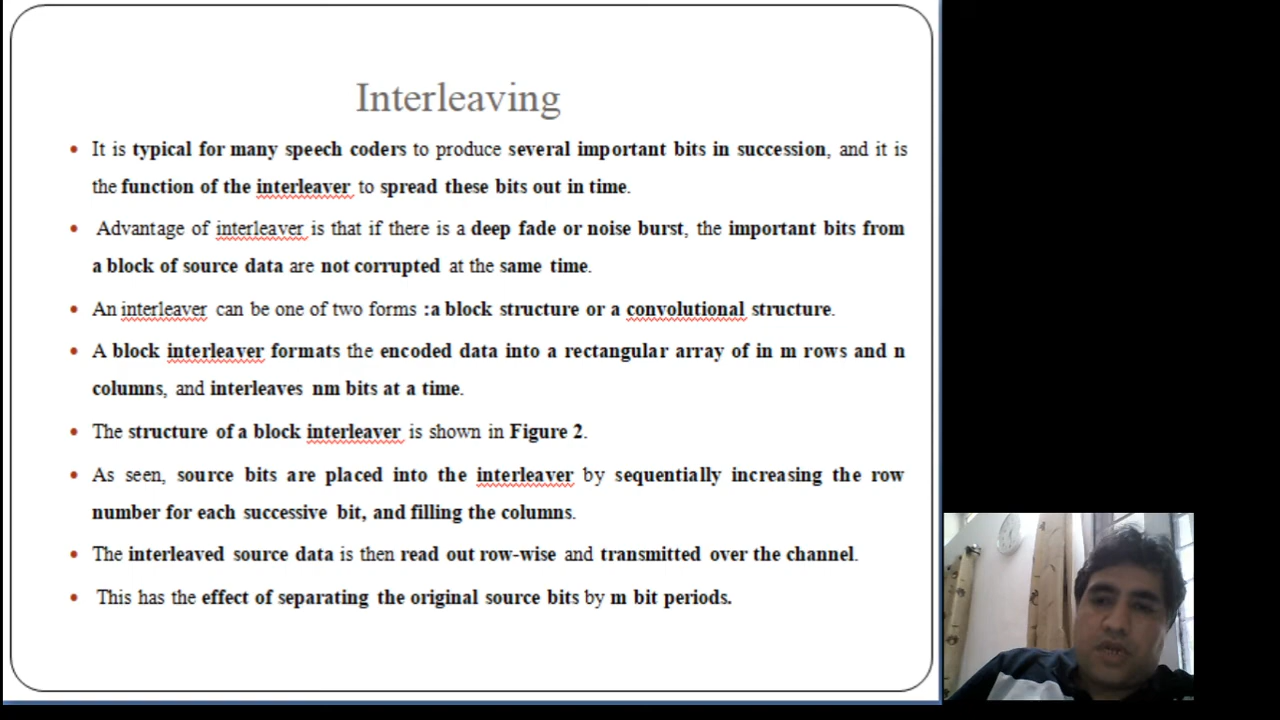 Interleaving
• It is typical for many speech coders to produce several important bits in succession, and it is
the function of the interleaver to spread these bits out in time.
• Advantage of interleaver is that if there is a deep fade or noise burst, the important bits from
a block of source data are not corrupted at the same time.
• An interleaver can be one of two forms :a block structure or a convolutional structure.
• A block interleaver formats the encoded data into a rectangular array of in m rows and n
columns, and interleaves nm bits at a time.
• The structure of a block interleaver is shown in Figure 2.
• As seen, source bits are placed into the interleaver by sequentially increasing the row
number for each successive bit, and filling the columns.
• The interleaved source data is then read out row-wise and transmitted over the channel.
• This has the effect of separating the original source bits by m bit periods.